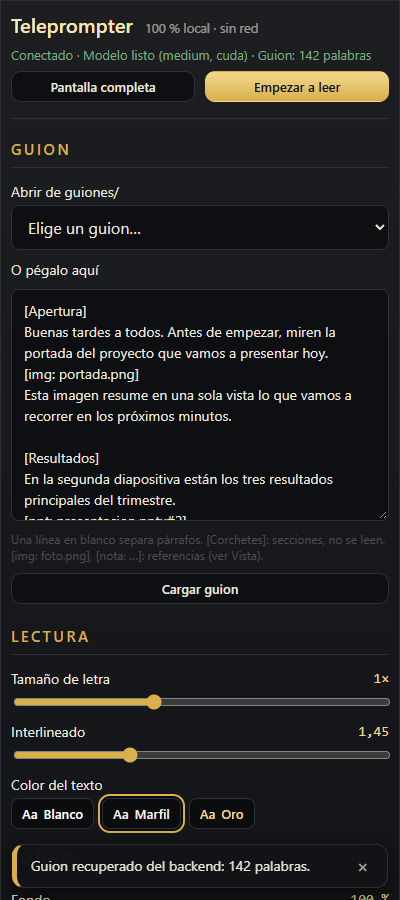 Teleprompter 100 % local · sin red
Conectado · Modelo listo (medium, cuda) · Guion: 142 palabras
Pantalla completa
Empezar a leer
GUION
Abrir de guiones/
Elige un guion...
O pégalo aquí
[Apertura]
Buenas tardes a todos. Antes de empezar, miren la
portada del proyecto que vamos a presentar hoy.
[img: portada.png]
Esta imagen resume en una sola vista lo que vamos a
recorrer en los próximos minutos.
[Resultados]
En la segunda diapositiva están los tres resultados
principales del trimestre.
Una línea en blanco separa párrafos. [Corchetes]: secciones, no se leen.
[img: foto.png], [nota: ...]: referencias (ver Vista).
Cargar guion
LECTURA
Tamaño de letra 1×
Interlineado 1,45
Color del texto
Aa Blanco
Aa Marfil
Aa Oro
Guion recuperado del backend: 142 palabras. ×
Fondo 100 %